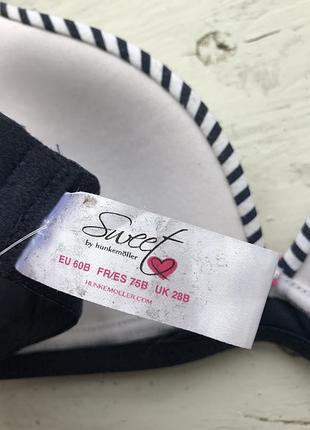 Sweet
by hunkemöller
EU 60B FR/ES 75B UK 28B
HUNKEMOLLER.COM